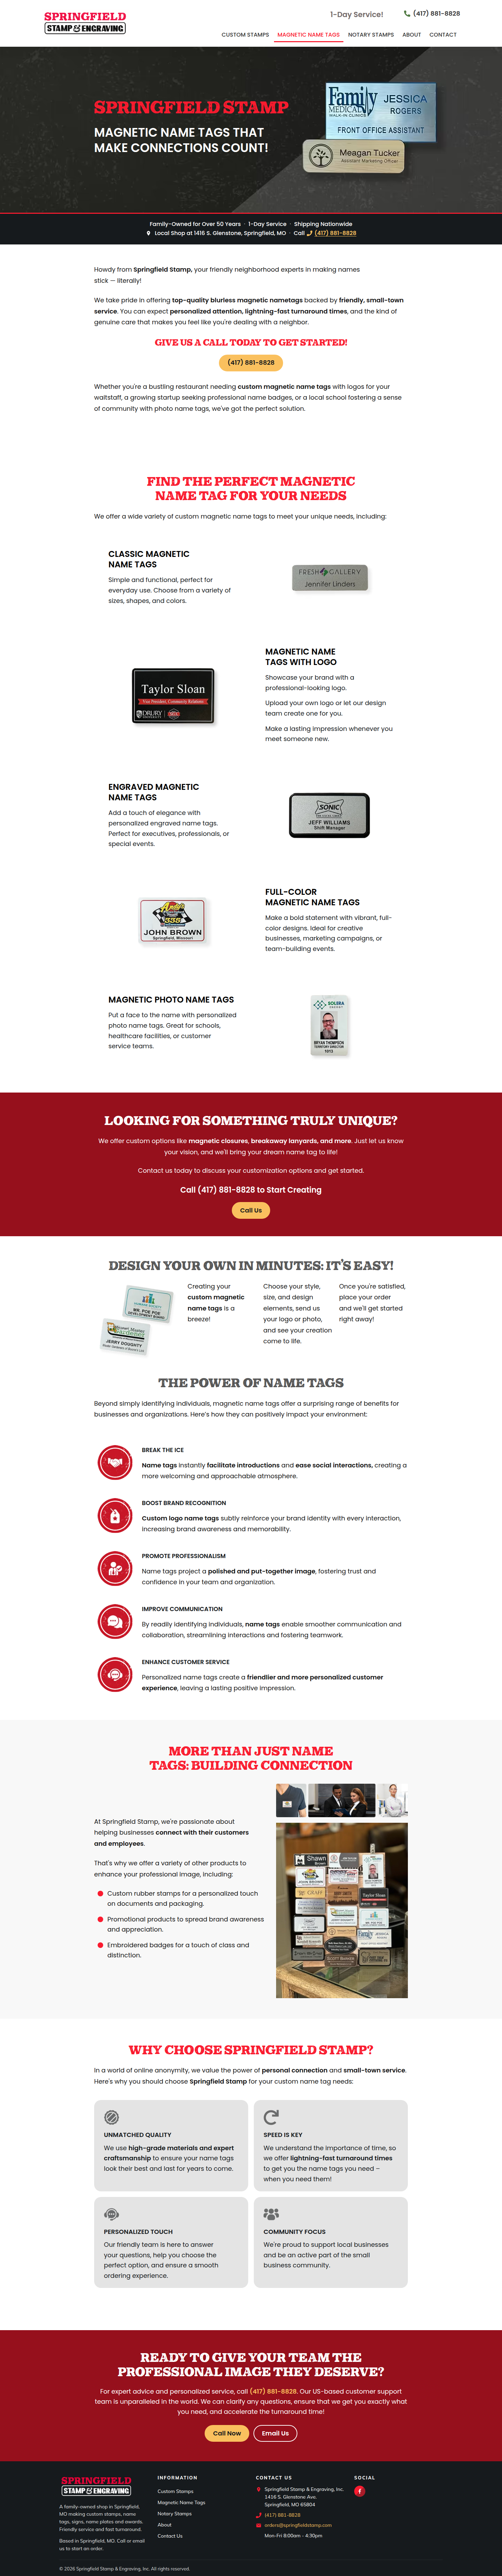 SPRINGFIELD
STAMP & ENGRAVING
1-Day Service!
(417) 881-8828
CUSTOM STAMPS
MAGNETIC NAME TAGS
NOTARY STAMPS
ABOUT
CONTACT
SPRINGFIELD STAMP
MAGNETIC NAME TAGS THAT
MAKE CONNECTIONS COUNT!
Family MEDICAL
WALK-IN CLINICS
JESSICA
ROGERS
FRONT OFFICE ASSISTANT
Meagan Tucker
Assistant Marketing Officer
Family-Owned for Over 50 Years · 1-Day Service · Shipping Nationwide
Local Shop at 1416 S. Glenstone, Springfield, MO · Call (417) 881-8828
Howdy from Springfield Stamp, your friendly neighborhood experts in making names
stick — literally!
We take pride in offering top-quality blurless magnetic nametags backed by friendly, small-town
service. You can expect personalized attention, lightning-fast turnaround times, and the kind of
genuine care that makes you feel like you're dealing with a neighbor.
GIVE US A CALL TODAY TO GET STARTED!
(417) 881-8828
Whether you're a bustling restaurant needing custom magnetic name tags with logos for your
waitstaff, a growing startup seeking professional name badges, or a local school fostering a sense
of community with photo name tags, we've got the perfect solution.
FIND THE PERFECT MAGNETIC
NAME TAG FOR YOUR NEEDS
We offer a wide variety of custom magnetic name tags to meet your unique needs, including:
CLASSIC MAGNETIC
NAME TAGS
Simple and functional, perfect for
everyday use. Choose from a variety of
sizes, shapes, and colors.
FRESH GALLERY
Jennifer Linders
Taylor Sloan
Vice President, Community Relations
DRURY
MAGNETIC NAME
TAGS WITH LOGO
Showcase your brand with a
professional-looking logo.
Upload your own logo or let our design
team create one for you.
Make a lasting impression whenever you
meet someone new.
ENGRAVED MAGNETIC
NAME TAGS
Add a touch of elegance with
personalized engraved name tags.
Perfect for executives, professionals, or
special events.
SONIC
JEFF WILLIAMS
Shift Manager
JOHN BROWN
Springfield, Missouri
FULL-COLOR
MAGNETIC NAME TAGS
Make a bold statement with vibrant, full-
color designs. Ideal for creative
businesses, marketing campaigns, or
team-building events.
MAGNETIC PHOTO NAME TAGS
Put a face to the name with personalized
photo name tags. Great for schools,
healthcare facilities, or customer
service teams.
SOLERA
BRYAN THOMPSON
TERRITORY DIRECTOR
1012
LOOKING FOR SOMETHING TRULY UNIQUE?
We offer custom options like magnetic closures, breakaway lanyards, and more. Just let us know
your vision, and we'll bring your dream name tag to life!
Contact us today to discuss your customization options and get started.
Call (417) 881-8828 to Start Creating
Call Us
DESIGN YOUR OWN IN MINUTES: IT'S EASY!
MR. POE POE
DEVELOPMENT BOARD
JERRY DOUGHTY
Creating your
custom magnetic
name tags is a
breeze!
Choose your style,
size, and design
elements, send us
your logo or photo,
and see your creation
come to life.
Once you're satisfied,
place your order
and we'll get started
right away!
THE POWER OF NAME TAGS
Beyond simply identifying individuals, magnetic name tags offer a surprising range of benefits for
businesses and organizations. Here's how they can positively impact your environment:
BREAK THE ICE
Name tags instantly facilitate introductions and ease social interactions, creating a
more welcoming and approachable atmosphere.
BOOST BRAND RECOGNITION
Custom logo name tags subtly reinforce your brand identity with every interaction,
increasing brand awareness and memorability.
PROMOTE PROFESSIONALISM
Name tags project a polished and put-together image, fostering trust and
confidence in your team and organization.
IMPROVE COMMUNICATION
By readily identifying individuals, name tags enable smoother communication and
collaboration, streamlining interactions and fostering teamwork.
ENHANCE CUSTOMER SERVICE
Personalized name tags create a friendlier and more personalized customer
experience, leaving a lasting positive impression.
MORE THAN JUST NAME
TAGS: BUILDING CONNECTION
At Springfield Stamp, we're passionate about
helping businesses connect with their customers
and employees.
That's why we offer a variety of other products to
enhance your professional image, including:
Custom rubber stamps for a personalized touch
on documents and packaging.
Promotional products to spread brand awareness
and appreciation.
Embroidered badges for a touch of class and
distinction.
Shawn
WHY CHOOSE SPRINGFIELD STAMP?
In a world of online anonymity, we value the power of personal connection and small-town service.
Here's why you should choose Springfield Stamp for your custom name tag needs:
UNMATCHED QUALITY
We use high-grade materials and expert
craftsmanship to ensure your name tags
look their best and last for years to come.
SPEED IS KEY
We understand the importance of time, so
we offer lightning-fast turnaround times
to get you the name tags you need –
when you need them!
PERSONALIZED TOUCH
Our friendly team is here to answer
your questions, help you choose the
perfect option, and ensure a smooth
ordering experience.
COMMUNITY FOCUS
We're proud to support local businesses
and be an active part of the small
business community.
READY TO GIVE YOUR TEAM THE
PROFESSIONAL IMAGE THEY DESERVE?
For expert advice and personalized service, call (417) 881-8828. Our US-based customer support
team is unparalleled in the world. We can clarify any questions, ensure that we get you exactly what
you need, and accelerate the turnaround time!
Call Now
Email Us
SPRINGFIELD
STAMP & ENGRAVING
A family-owned shop in Springfield,
MO making custom stamps, name
tags, signs, name plates and awards.
Friendly service and fast turnaround.
Based in Springfield, MO. Call or email
us to start an order.
INFORMATION
Custom Stamps
Magnetic Name Tags
Notary Stamps
About
Contact Us
CONTACT US
Springfield Stamp & Engraving, Inc.
1416 S. Glenstone Ave.
Springfield, MO 65804
(417) 881-8828
orders@springfieldstamp.com
Mon-Fri 8:00am - 4:30pm
SOCIAL
© 2026 Springfield Stamp & Engraving, Inc. All rights reserved.